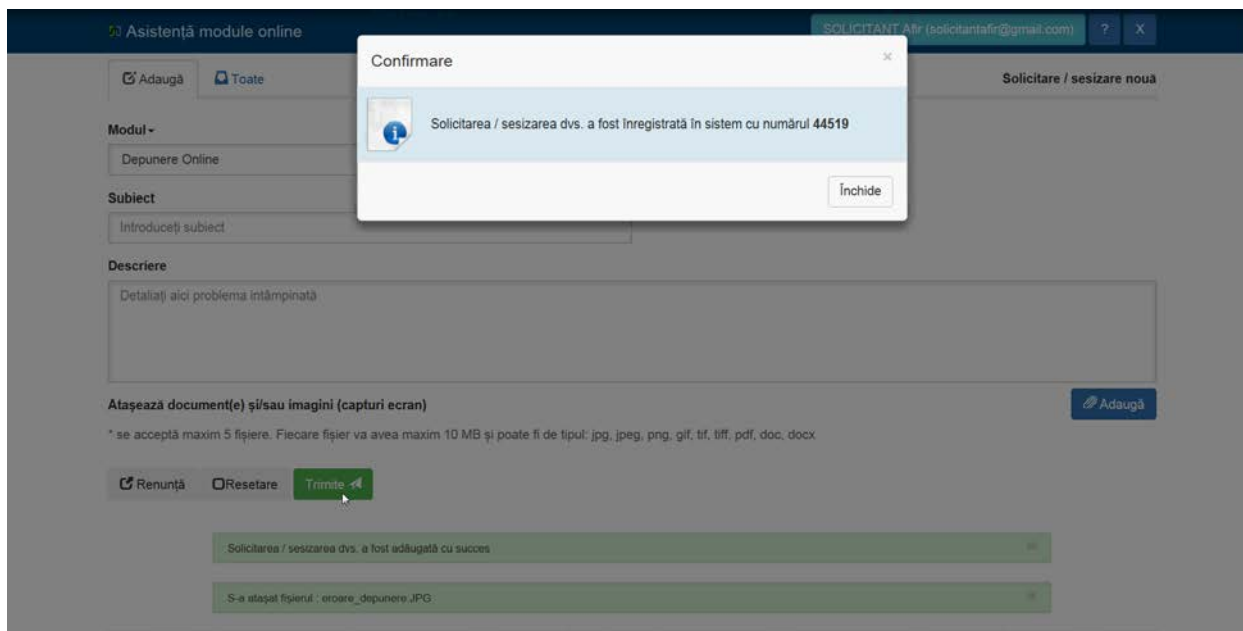 Asistență module online
SOLICITANT Afir (solicitantafir@gmail.com) ? X
Confirmare ×
Adaugă Toate
Solicitare / sesizare nouă
Solicitarea / sesizarea dvs. a fost înregistrată în sistem cu numărul 44519
Modul
Depunere Online
Închide
Subiect
Introduceți subiect
Descriere
Detaliați aici problema întâmpinată
Atașează document(e) și/sau imagini (capturi ecran)
Adaugă
* se acceptă maxim 5 fișiere. Fiecare fișier va avea maxim 10 MB și poate fi de tipul: jpg, jpeg, png, gif, tif, tiff, pdf, doc, docx
Renunță Resetare Trimite
Solicitarea / sesizarea dvs. a fost adăugată cu succes
S-a atașat fișierul : eroare_depunere.JPG